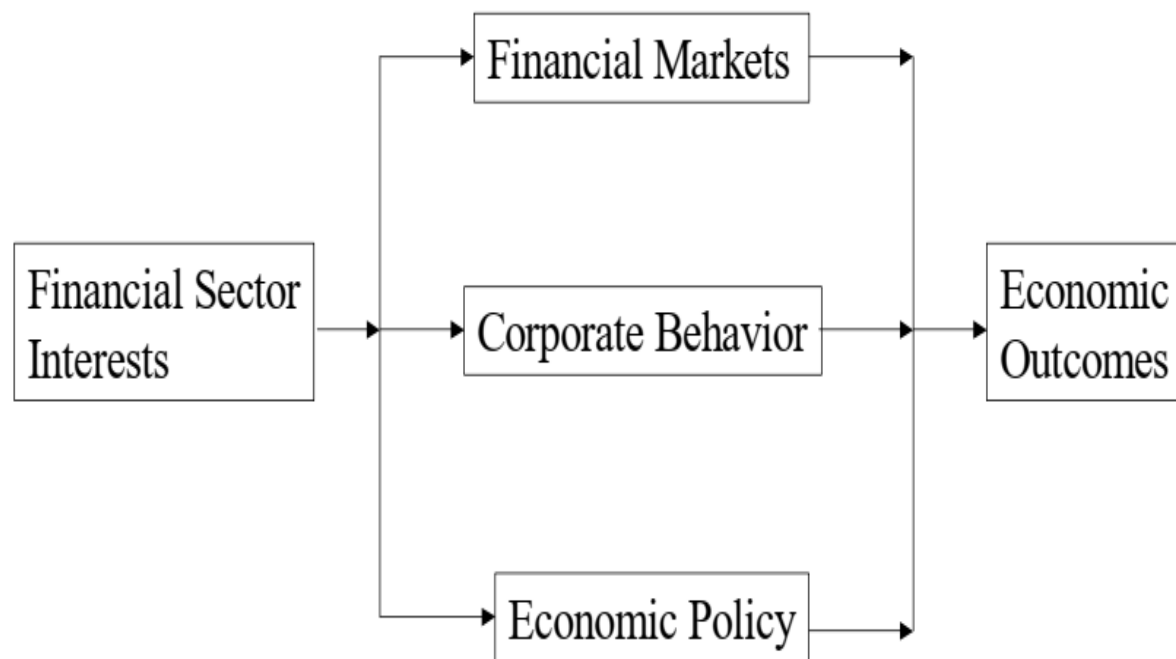 Financial Markets
Financial Sector
Interests
Corporate Behavior
Economic
Outcomes
Economic Policy